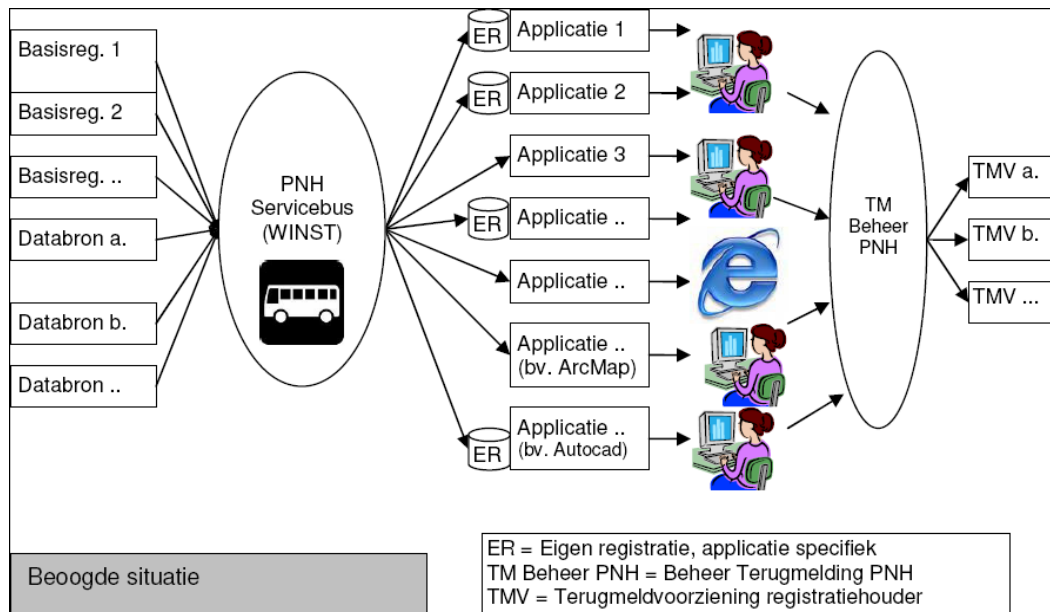 Basisreg. 1
Basisreg. 2
Basisreg. ..
Databron a.
Databron b.
Databron ..
PNH
Servicebus
(WINST)
ER
Applicatie 1
ER
Applicatie 2
Applicatie 3
ER
Applicatie ..
Applicatie ..
Applicatie ..
(bv. ArcMap)
ER
Applicatie ..
(bv. Autocad)
TM
Beheer
PNH
TMV a.
TMV b.
TMV ...
Beoogde situatie
ER = Eigen registratie, applicatie specifiek
TM Beheer PNH = Beheer Terugmelding PNH
TMV = Terugmeldvoorziening registratiehouder